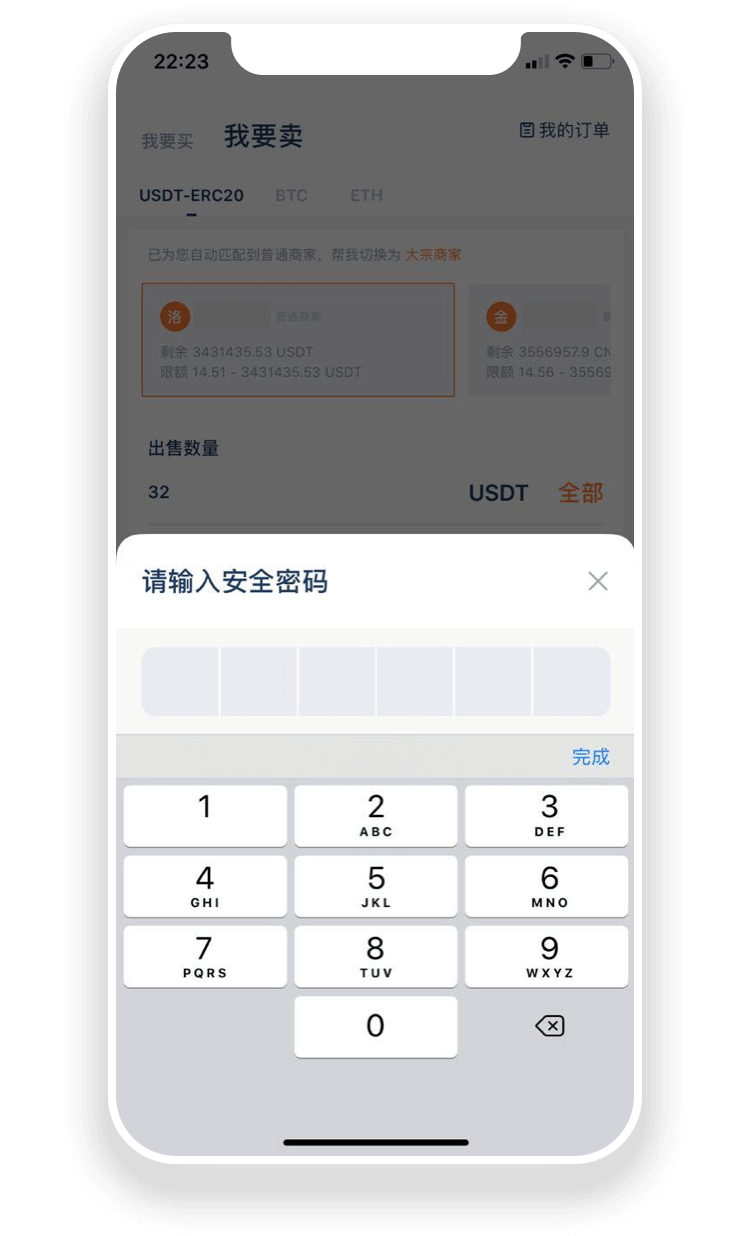 22:23
我要买 我要卖 我的订单
USDT-ERC20 BTC ETH
已为您自动匹配到普通商家，帮我切换为 大宗商家
洛 普通商家
剩余 3431435.53 USDT
限额 14.51 - 3431435.53 USDT
金
剩余 3556957.9 CN
限额 14.56 - 35569
出售数量
32 USDT 全部
请输入安全密码
完成
1 2 3
ABC DEF
4 5 6
GHI JKL MNO
7 8 9
PQRS TUV WXYZ
0